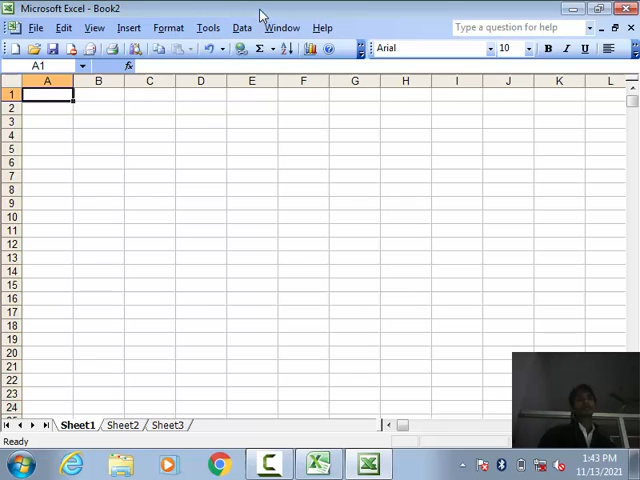 Microsoft Excel - Book2
File Edit View Insert Format Tools Data Window Help
Type a question for help
Σ Arial 10 B I U
A1 fx
A B C D E F G H I J K L
1
2
3
4
5
6
7
8
9
10
11
12
13
14
15
16
17
18
19
20
21
22
23
24
Sheet1 Sheet2 Sheet3
Ready
1:43 PM
11/13/2021